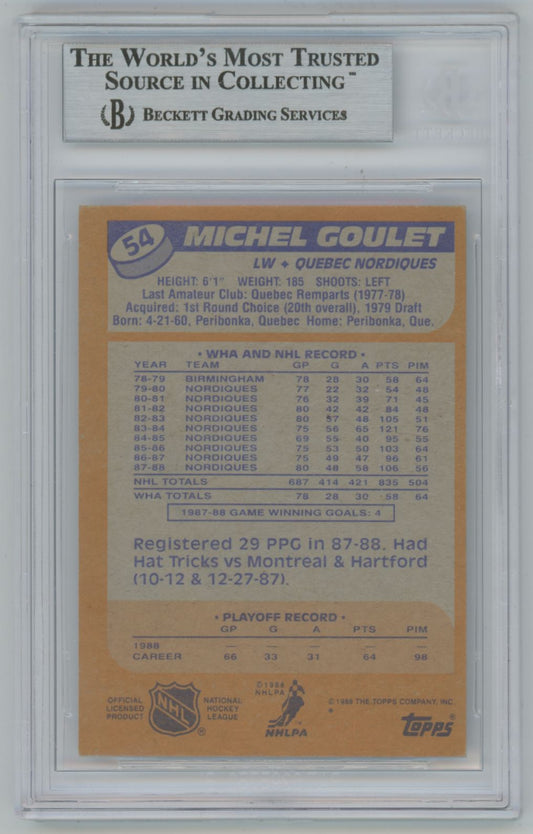 THE WORLD'S MOST TRUSTED
SOURCE IN COLLECTING™
B BECKETT GRADING SERVICES
54 MICHEL GOULET
LW + QUEBEC NORDIQUES
HEIGHT: 6'1" WEIGHT: 185 SHOOTS: LEFT
Last Amateur Club: Quebec Remparts (1977-78)
Acquired: 1st Round Choice (20th overall), 1979 Draft
Born: 4-21-60, Peribonka, Quebec Home: Peribonka, Que.
• WHA AND NHL RECORD •
YEAR TEAM GP G A PTS PIM
78-79 BIRMINGHAM 78 28 30 58 64
79-80 NORDIQUES 77 22 32 54 48
80-81 NORDIQUES 76 32 39 71 45
81-82 NORDIQUES 80 42 42 84 48
82-83 NORDIQUES 80 57 48 105 51
83-84 NORDIQUES 75 56 65 121 76
84-85 NORDIQUES 69 55 40 95 55
85-86 NORDIQUES 75 53 50 103 64
86-87 NORDIQUES 75 49 47 96 61
87-88 NORDIQUES 80 48 58 106 56
NHL TOTALS 687 414 421 835 504
WHA TOTALS 78 28 30 58 64
1987-88 GAME WINNING GOALS: 4
Registered 29 PPG in 87-88. Had
Hat Tricks vs Montreal & Hartford
(10-12 & 12-27-87).
• PLAYOFF RECORD •
GP G A PTS PIM
1988 — — — — —
CAREER 66 33 31 64 98
OFFICIAL LICENSED PRODUCT
NHL ®
NATIONAL HOCKEY LEAGUE
© 1988 NHLPA
NHLPA ™
© 1988 THE TOPPS COMPANY, INC.
*
topps®